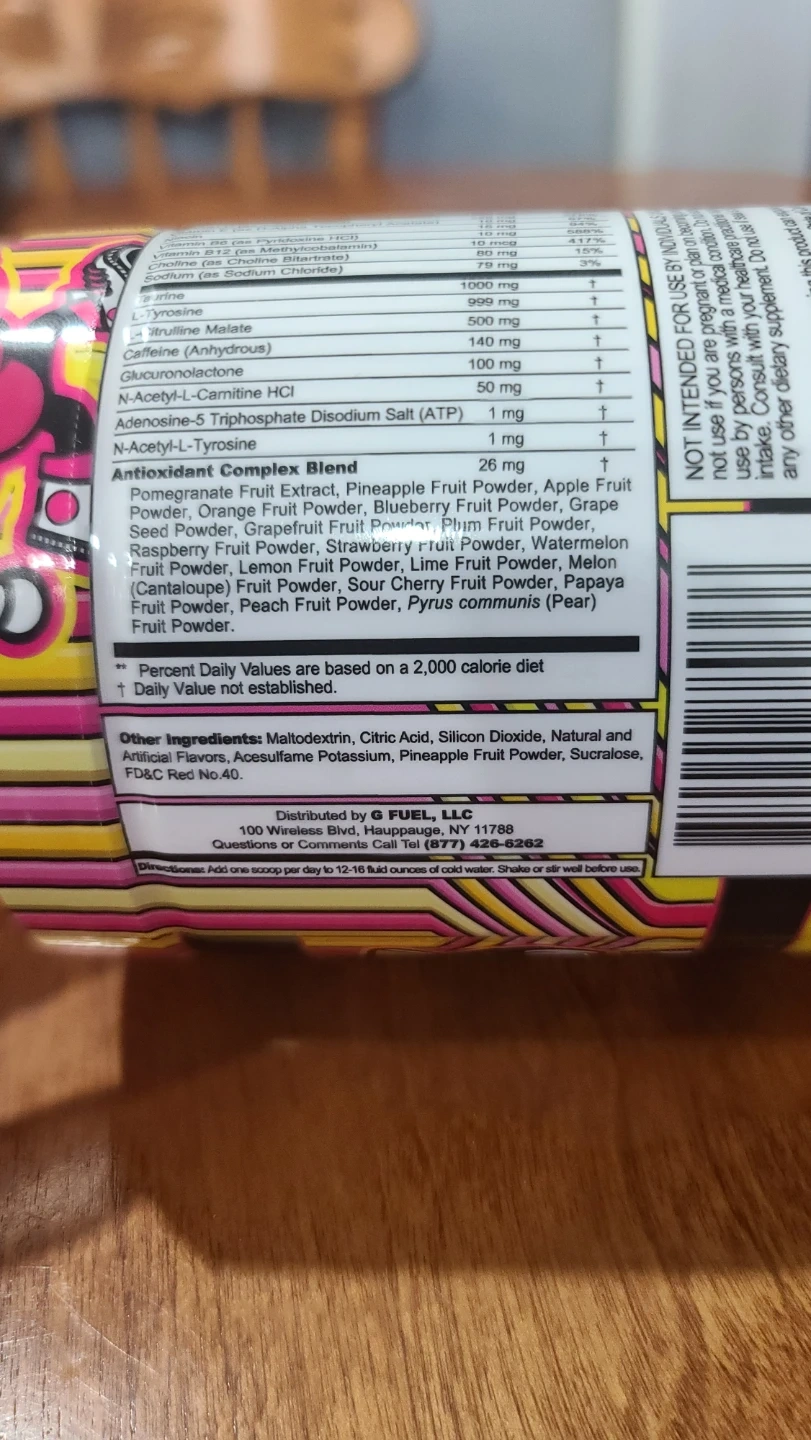 Vitamin B6 (as Pyridoxine HCl) 10 mg 588%
Vitamin B12 (as Methylcobalamin) 10 mcg 417%
Choline (as Choline Bitartrate) 80 mg 15%
Sodium (as Sodium Chloride) 79 mg 3%
Taurine 1000 mg †
L-Tyrosine 999 mg †
L-Citrulline Malate 500 mg †
Caffeine (Anhydrous) 140 mg †
Glucuronolactone 100 mg †
N-Acetyl-L-Carnitine HCl 50 mg †
Adenosine-5 Triphosphate Disodium Salt (ATP) 1 mg †
N-Acetyl-L-Tyrosine 1 mg †
Antioxidant Complex Blend 26 mg †
Pomegranate Fruit Extract, Pineapple Fruit Powder, Apple Fruit
Powder, Orange Fruit Powder, Blueberry Fruit Powder, Grape
Seed Powder, Grapefruit Fruit Powder, Plum Fruit Powder,
Raspberry Fruit Powder, Strawberry Fruit Powder, Watermelon
Fruit Powder, Lemon Fruit Powder, Lime Fruit Powder, Melon
(Cantaloupe) Fruit Powder, Sour Cherry Fruit Powder, Papaya
Fruit Powder, Peach Fruit Powder, Pyrus communis (Pear)
Fruit Powder.
** Percent Daily Values are based on a 2,000 calorie diet
† Daily Value not established.
Other Ingredients: Maltodextrin, Citric Acid, Silicon Dioxide, Natural and
Artificial Flavors, Acesulfame Potassium, Pineapple Fruit Powder, Sucralose,
FD&C Red No.40.
Distributed by G FUEL, LLC
100 Wireless Blvd, Hauppauge, NY 11788
Questions or Comments Call Tel (877) 426-6262
Directions: Add one scoop per day to 12-16 fluid ounces of cold water. Shake or stir well before use.
NOT INTENDED FOR USE BY
not use if you are pregnant or plan on
use by persons with a medical condition.
intake. Consult with your healthcare
any other dietary supplement. Do not use
this product